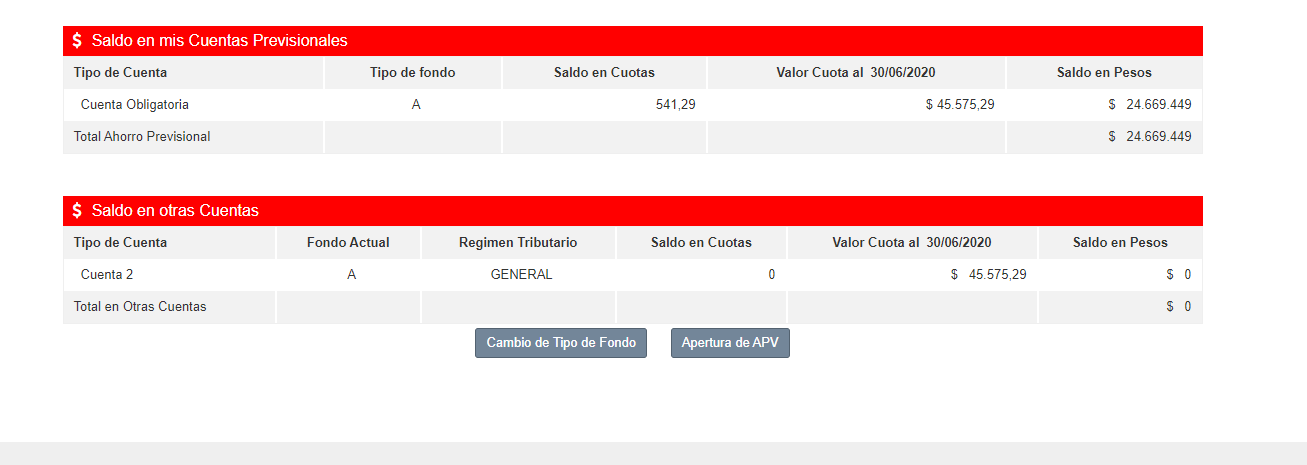 $ Saldo en mis Cuentas Previsionales
Tipo de Cuenta Tipo de fondo Saldo en Cuotas Valor Cuota al 30/06/2020 Saldo en Pesos
Cuenta Obligatoria A 541,29 $ 45.575,29 $ 24.669.449
Total Ahorro Previsional $ 24.669.449
$ Saldo en otras Cuentas
Tipo de Cuenta Fondo Actual Regimen Tributario Saldo en Cuotas Valor Cuota al 30/06/2020 Saldo en Pesos
Cuenta 2 A GENERAL 0 $ 45.575,29 $ 0
Total en Otras Cuentas $ 0
Cambio de Tipo de Fondo Apertura de APV